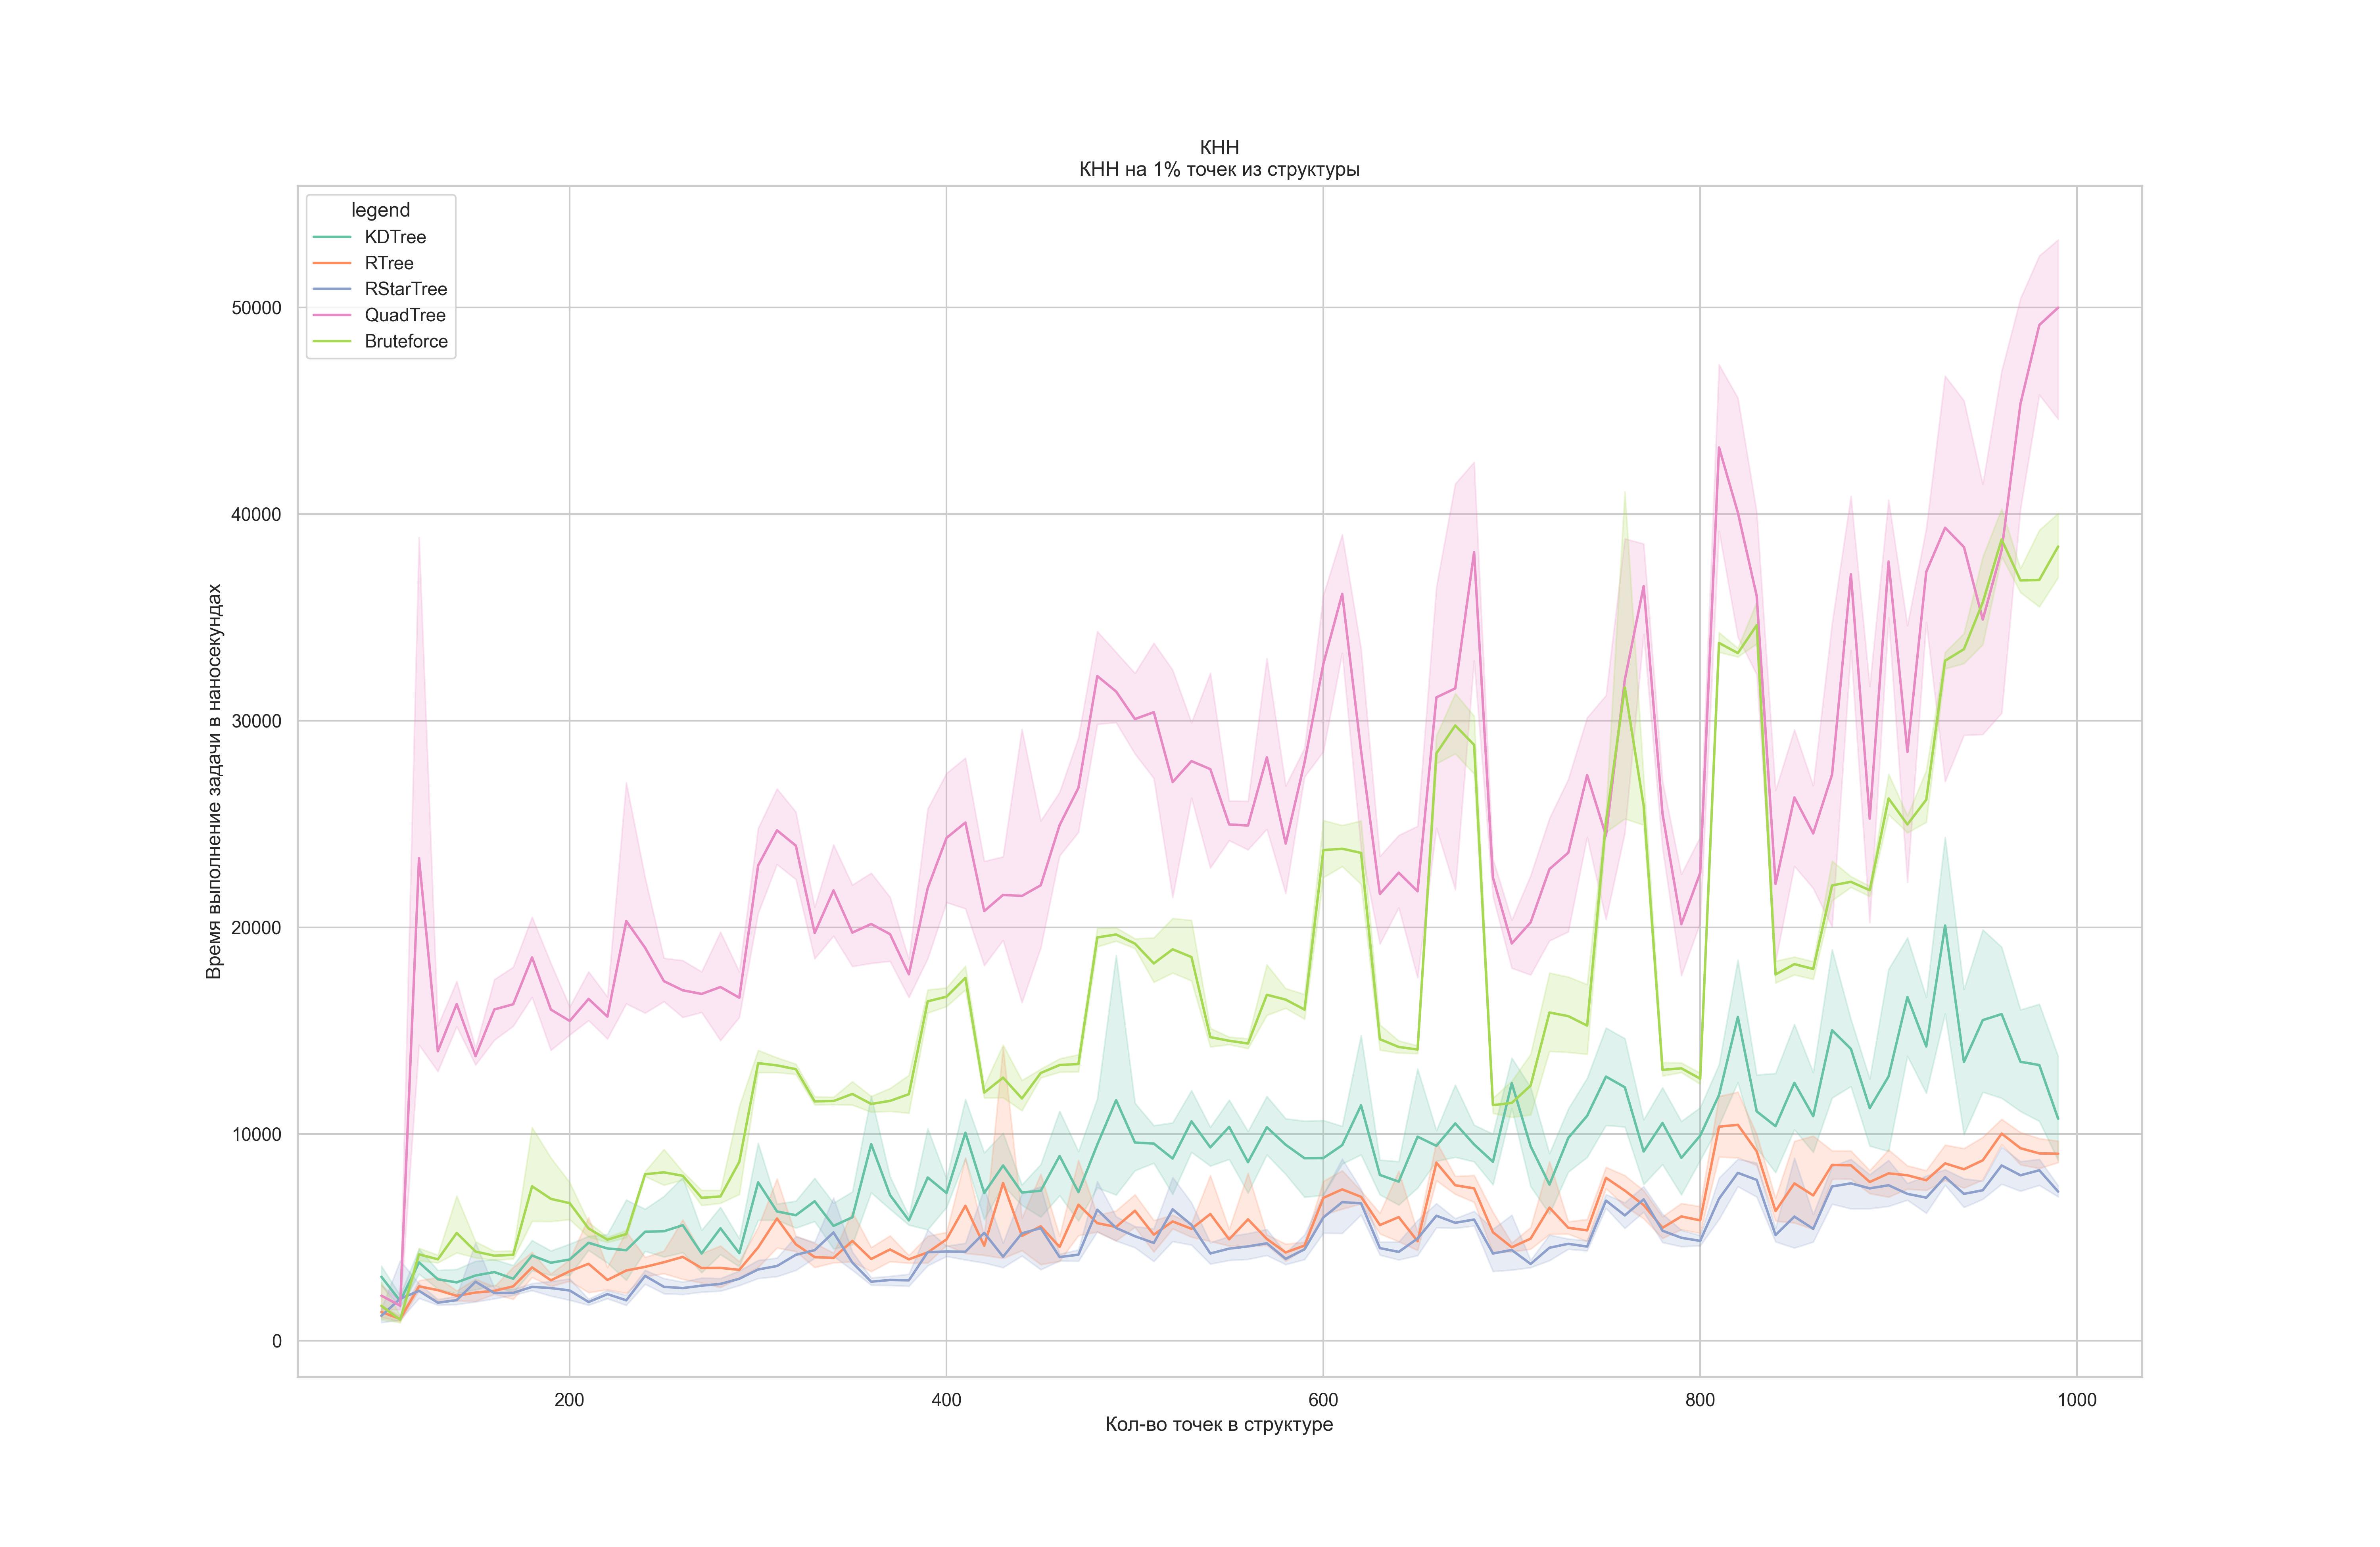 КНН
КНН на 1% точек из структуры
legend
KDTree
RTree
RStarTree
QuadTree
Bruteforce
Время выполнение задачи в наносекундах
50000
40000
30000
20000
10000
0
200
400
600
800
1000
Кол-во точек в структуре